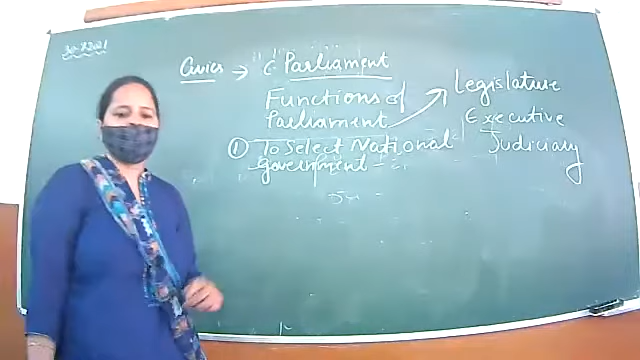 Civics → Parliament
Functions of
Parliament
① To Select National
Government -
Legislature
Executive
Judiciary